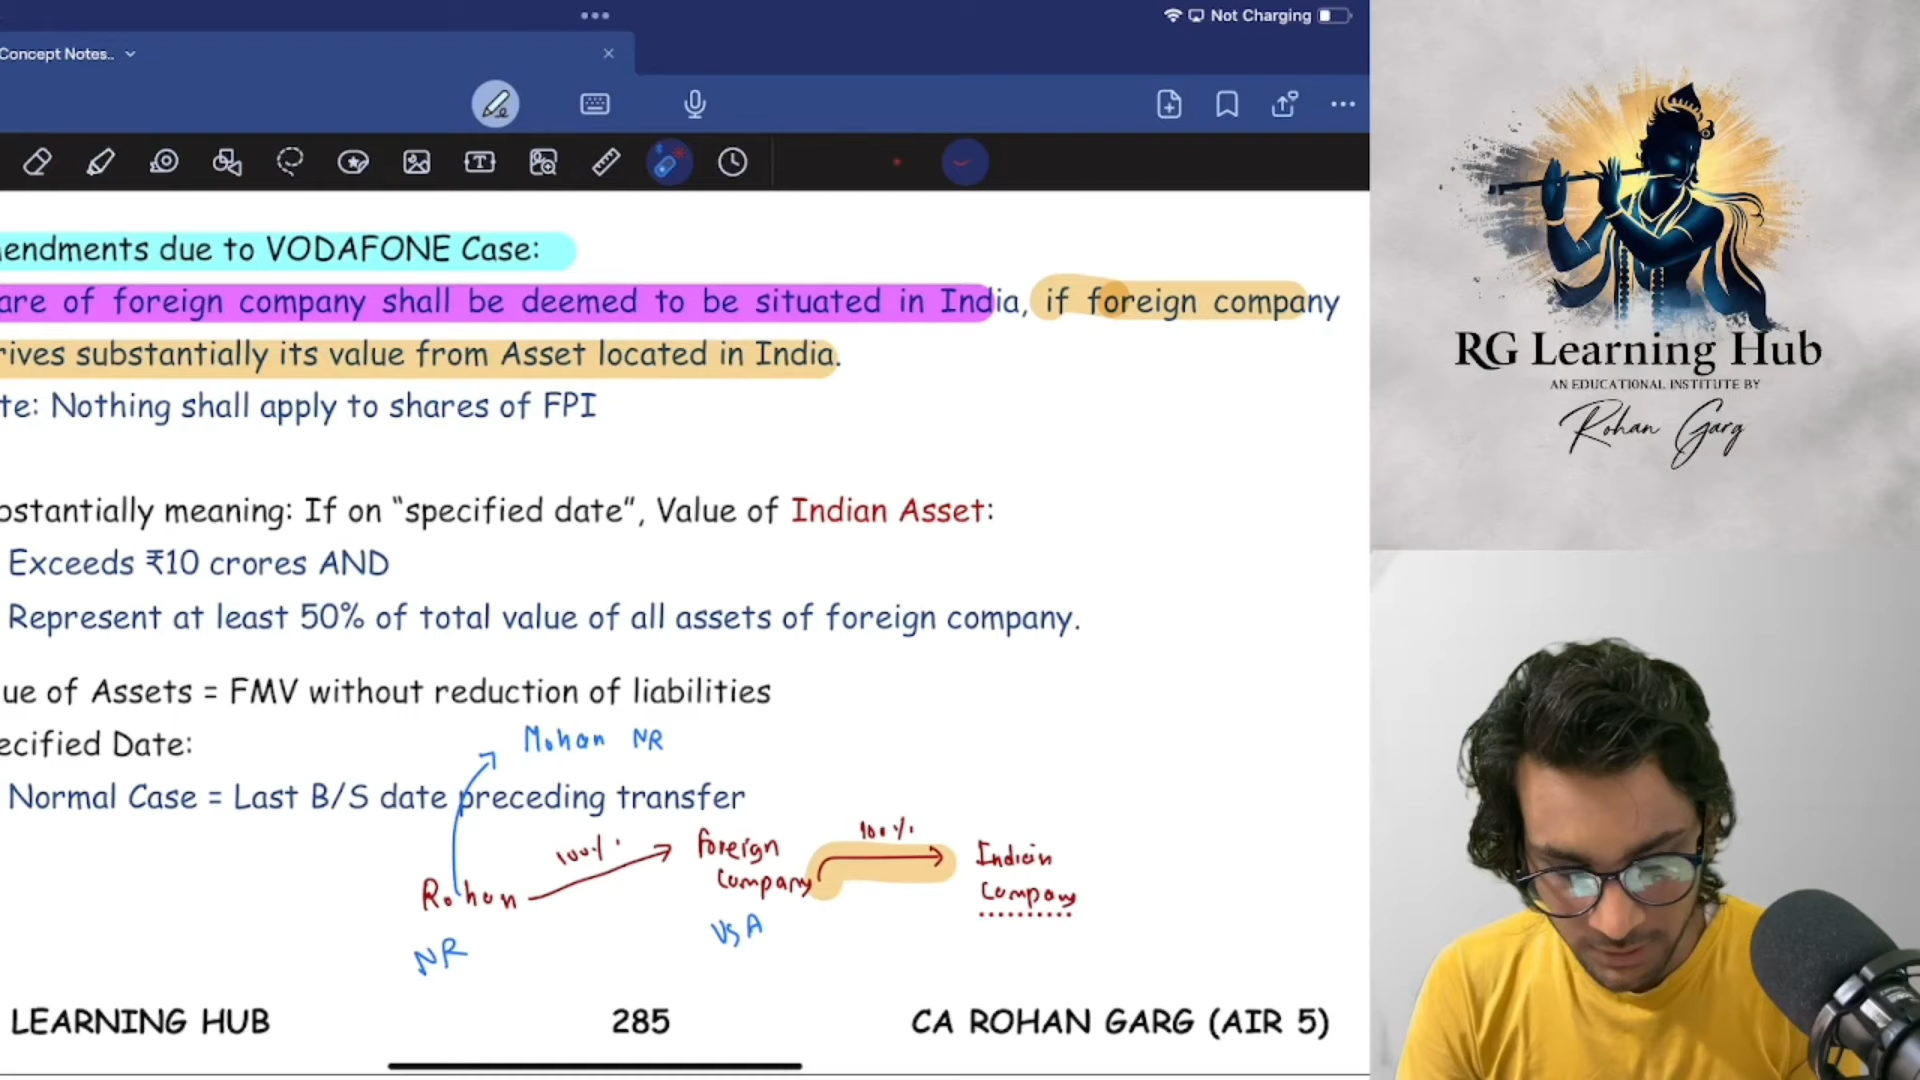 Not Charging
Concept Notes..
endments due to VODAFONE Case:
are of foreign company shall be deemed to be situated in India, if foreign company
rives substantially its value from Asset located in India.
te: Nothing shall apply to shares of FPI
bstantially meaning: If on “specified date”, Value of Indian Asset:
Exceeds ₹10 crores AND
Represent at least 50% of total value of all assets of foreign company.
ue of Assets = FMV without reduction of liabilities
Mohan NR
ecified Date:
Normal Case = Last B/S date preceding transfer
100%
100%
Rohan
Foreign
Company
Indian
Company
NR
USA
LEARNING HUB
285
CA ROHAN GARG (AIR 5)
RG Learning Hub
AN EDUCATIONAL INSTITUTE BY
Rohan Garg